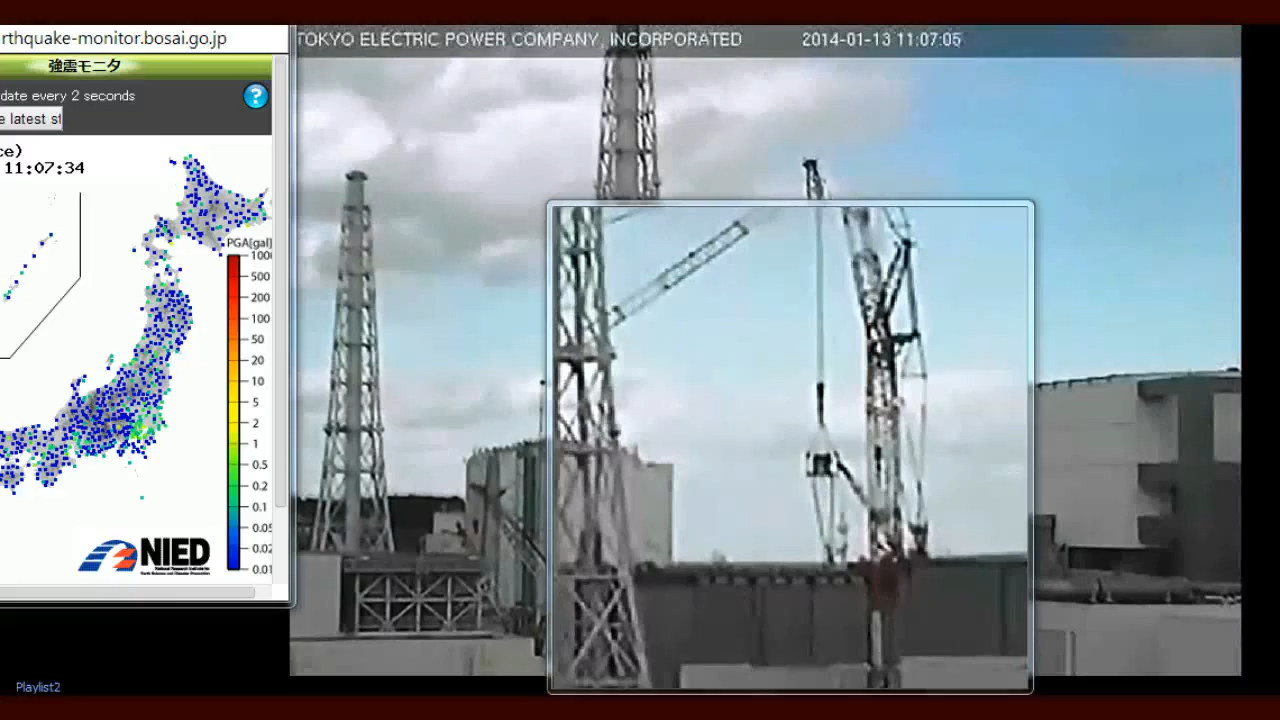 rthquake-monitor.bosai.go.jp
強震モニタ
date every 2 seconds
?
e latest st
ce)
11:07:34
PGA[gal]
1000
500
200
100
50
20
10
5
2
1
0.5
0.2
0.1
0.05
0.02
0.01
NIED
TOKYO ELECTRIC POWER COMPANY, INCORPORATED 2014-01-13 11:07:05
Playlist2